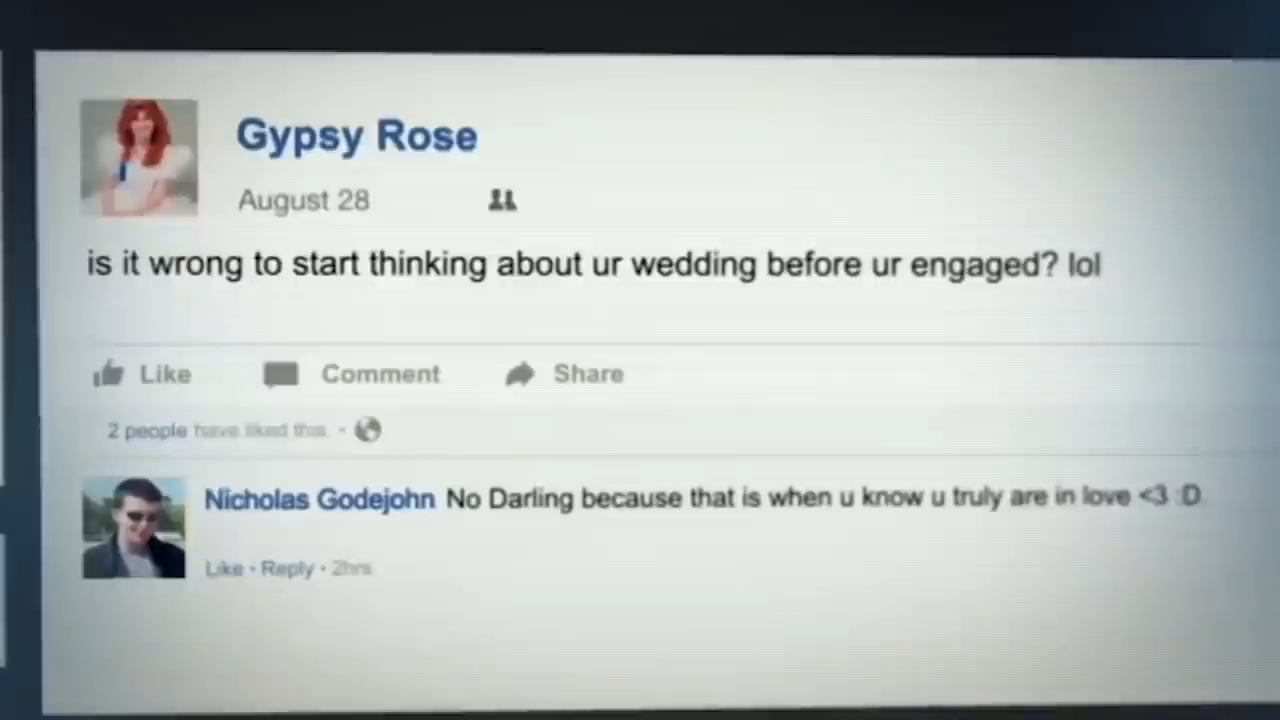 Gypsy Rose
August 28
is it wrong to start thinking about ur wedding before ur engaged? lol
Like Comment Share
2 people have liked this. ·
Nicholas Godejohn No Darling because that is when u know u truly are in love <3 :D
Like · Reply · 2hrs